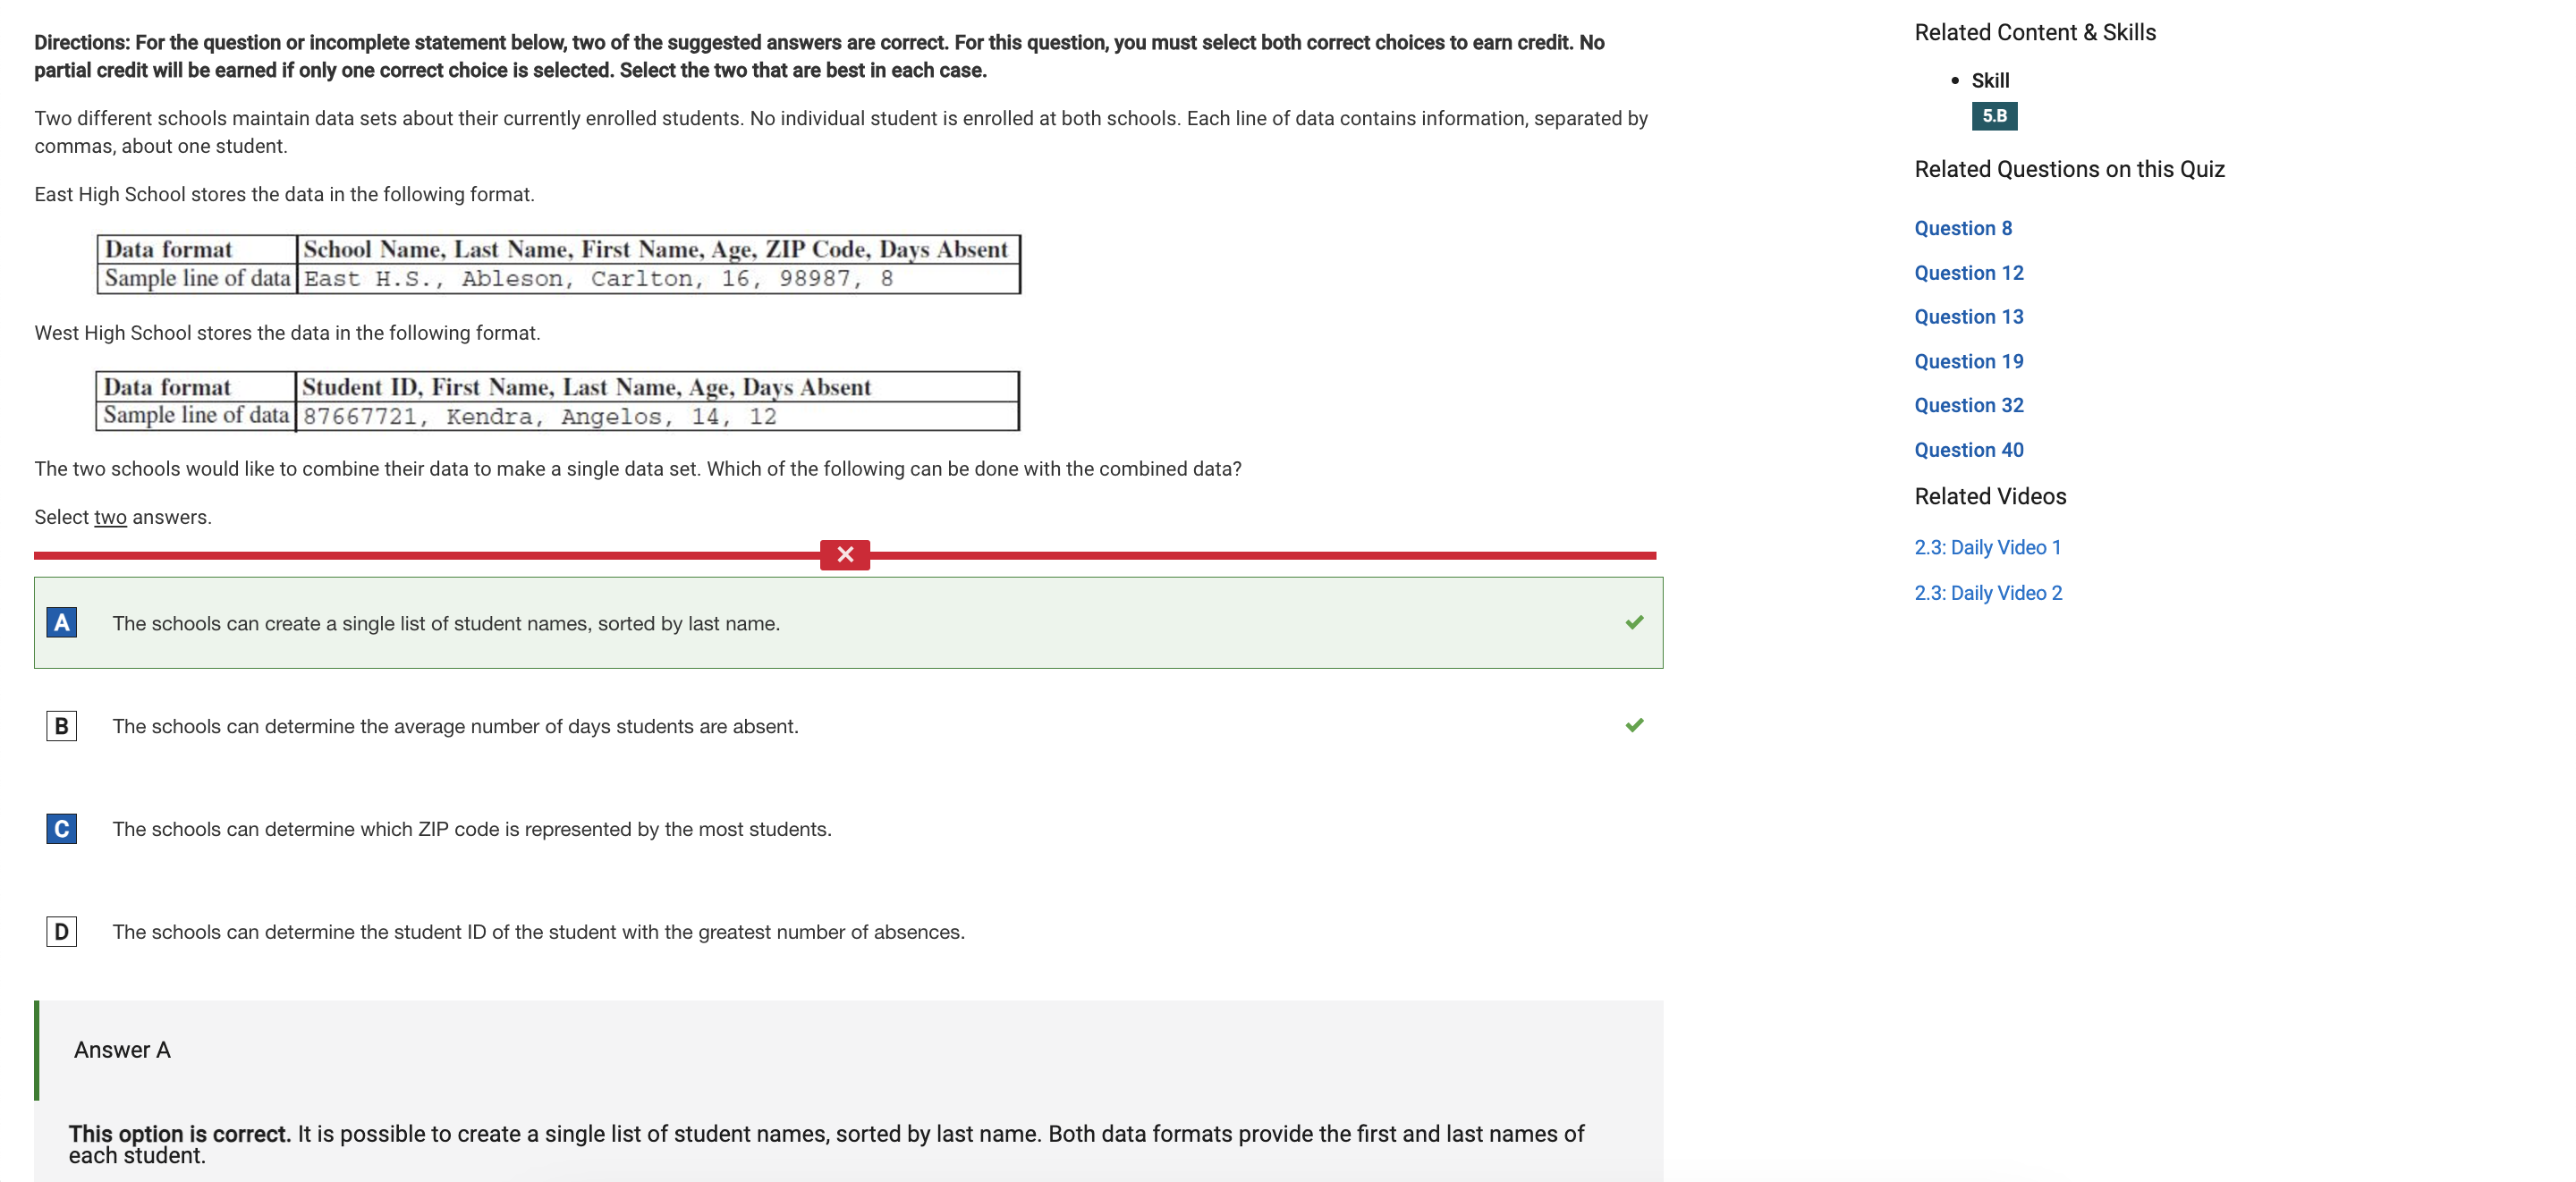 Directions: For the question or incomplete statement below, two of the suggested answers are correct. For this question, you must select both correct choices to earn credit. No
partial credit will be earned if only one correct choice is selected. Select the two that are best in each case.
Two different schools maintain data sets about their currently enrolled students. No individual student is enrolled at both schools. Each line of data contains information, separated by
commas, about one student.
East High School stores the data in the following format.
Data format School Name, Last Name, First Name, Age, ZIP Code, Days Absent
Sample line of data East H.S., Ableson, Carlton, 16, 98987, 8
West High School stores the data in the following format.
Data format Student ID, First Name, Last Name, Age, Days Absent
Sample line of data 87667721, Kendra, Angelos, 14, 12
The two schools would like to combine their data to make a single data set. Which of the following can be done with the combined data?
Select two answers.
A The schools can create a single list of student names, sorted by last name.
B The schools can determine the average number of days students are absent.
C The schools can determine which ZIP code is represented by the most students.
D The schools can determine the student ID of the student with the greatest number of absences.
Answer A
This option is correct. It is possible to create a single list of student names, sorted by last name. Both data formats provide the first and last names of
each student.
Related Content & Skills
• Skill
5.B
Related Questions on this Quiz
Question 8
Question 12
Question 13
Question 19
Question 32
Question 40
Related Videos
2.3: Daily Video 1
2.3: Daily Video 2